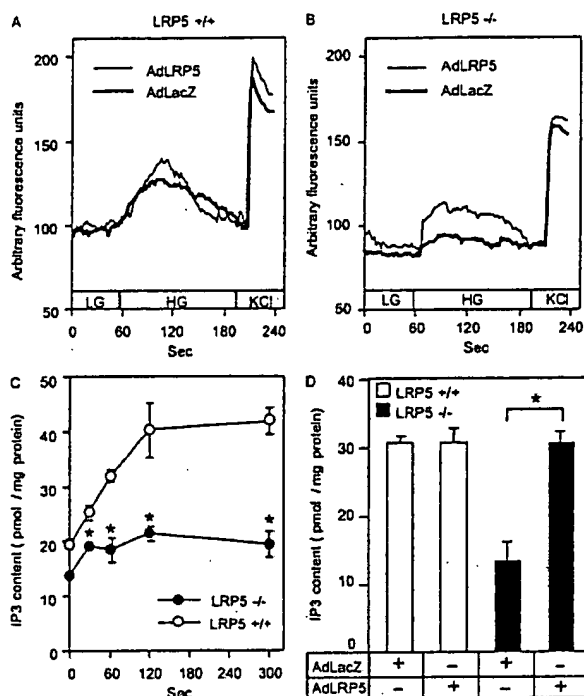 A
LRP5 +/+
AdLRP5
AdLacZ
Arbitrary fluorescence units
200
150
100
50
LG
HG
KCl
0
60
120
180
240
Sec
B
LRP5 -/-
AdLRP5
AdLacZ
Arbitrary fluorescence units
200
150
100
50
LG
HG
KCl
0
60
120
180
240
Sec
C
IP3 content ( pmol / mg protein)
50
40
30
20
10
0
* * * *
LRP5 -/-
LRP5 +/+
0
60
120
180
240
300
Sec
D
IP3 content ( pmol / mg protein)
40
30
20
10
0
LRP5 +/+
LRP5 -/-
*
AdLacZ + – + –
AdLRP5 – + – +